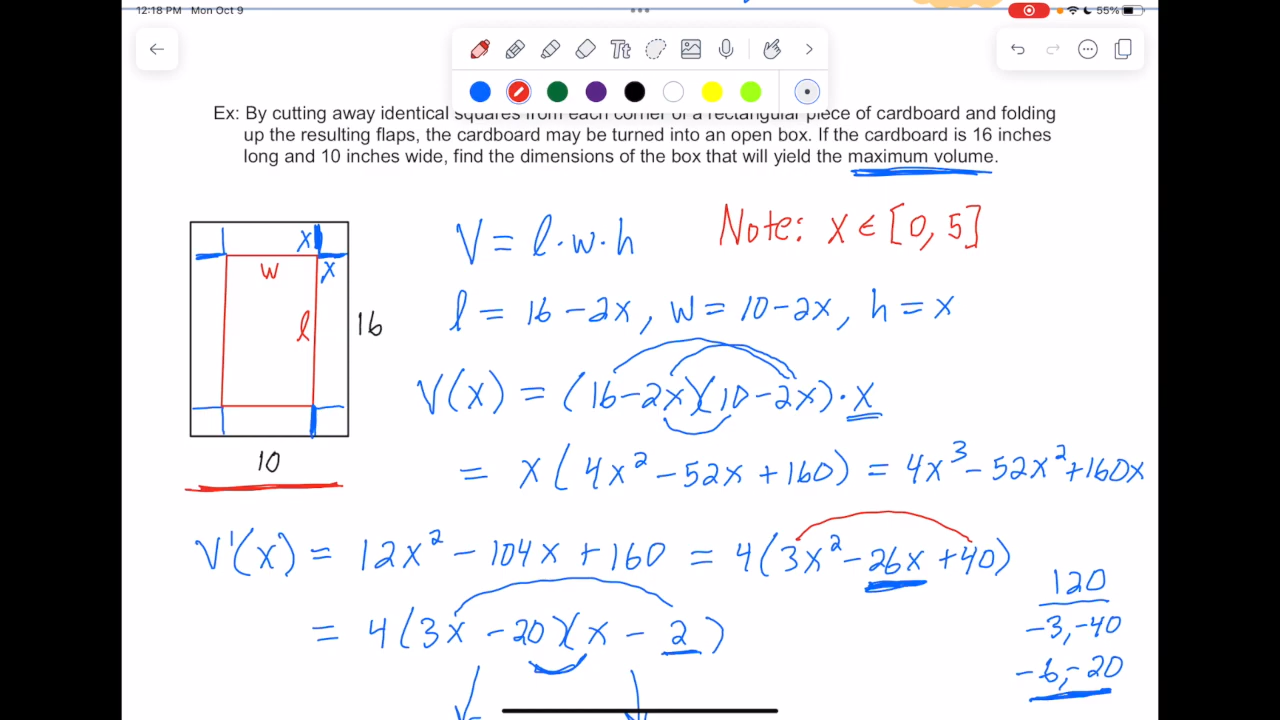 12:18 PM Mon Oct 9
55%
Tt
Ex: By cutting away identical squares from each corner of a rectangular piece of cardboard and folding
up the resulting flaps, the cardboard may be turned into an open box. If the cardboard is 16 inches
long and 10 inches wide, find the dimensions of the box that will yield the maximum volume.
x
w x
l
16
10
V = l·w·h
Note: x ∈ [0, 5]
l = 16-2x, w = 10-2x, h = x
V(x) = (16-2x)(10-2x)·x
= x(4x² - 52x + 160) = 4x³ - 52x² + 160x
V'(x) = 12x² - 104x + 160 = 4(3x² - 26x + 40)
= 4(3x - 20)(x - 2)
120
-3, -40
-6, -20